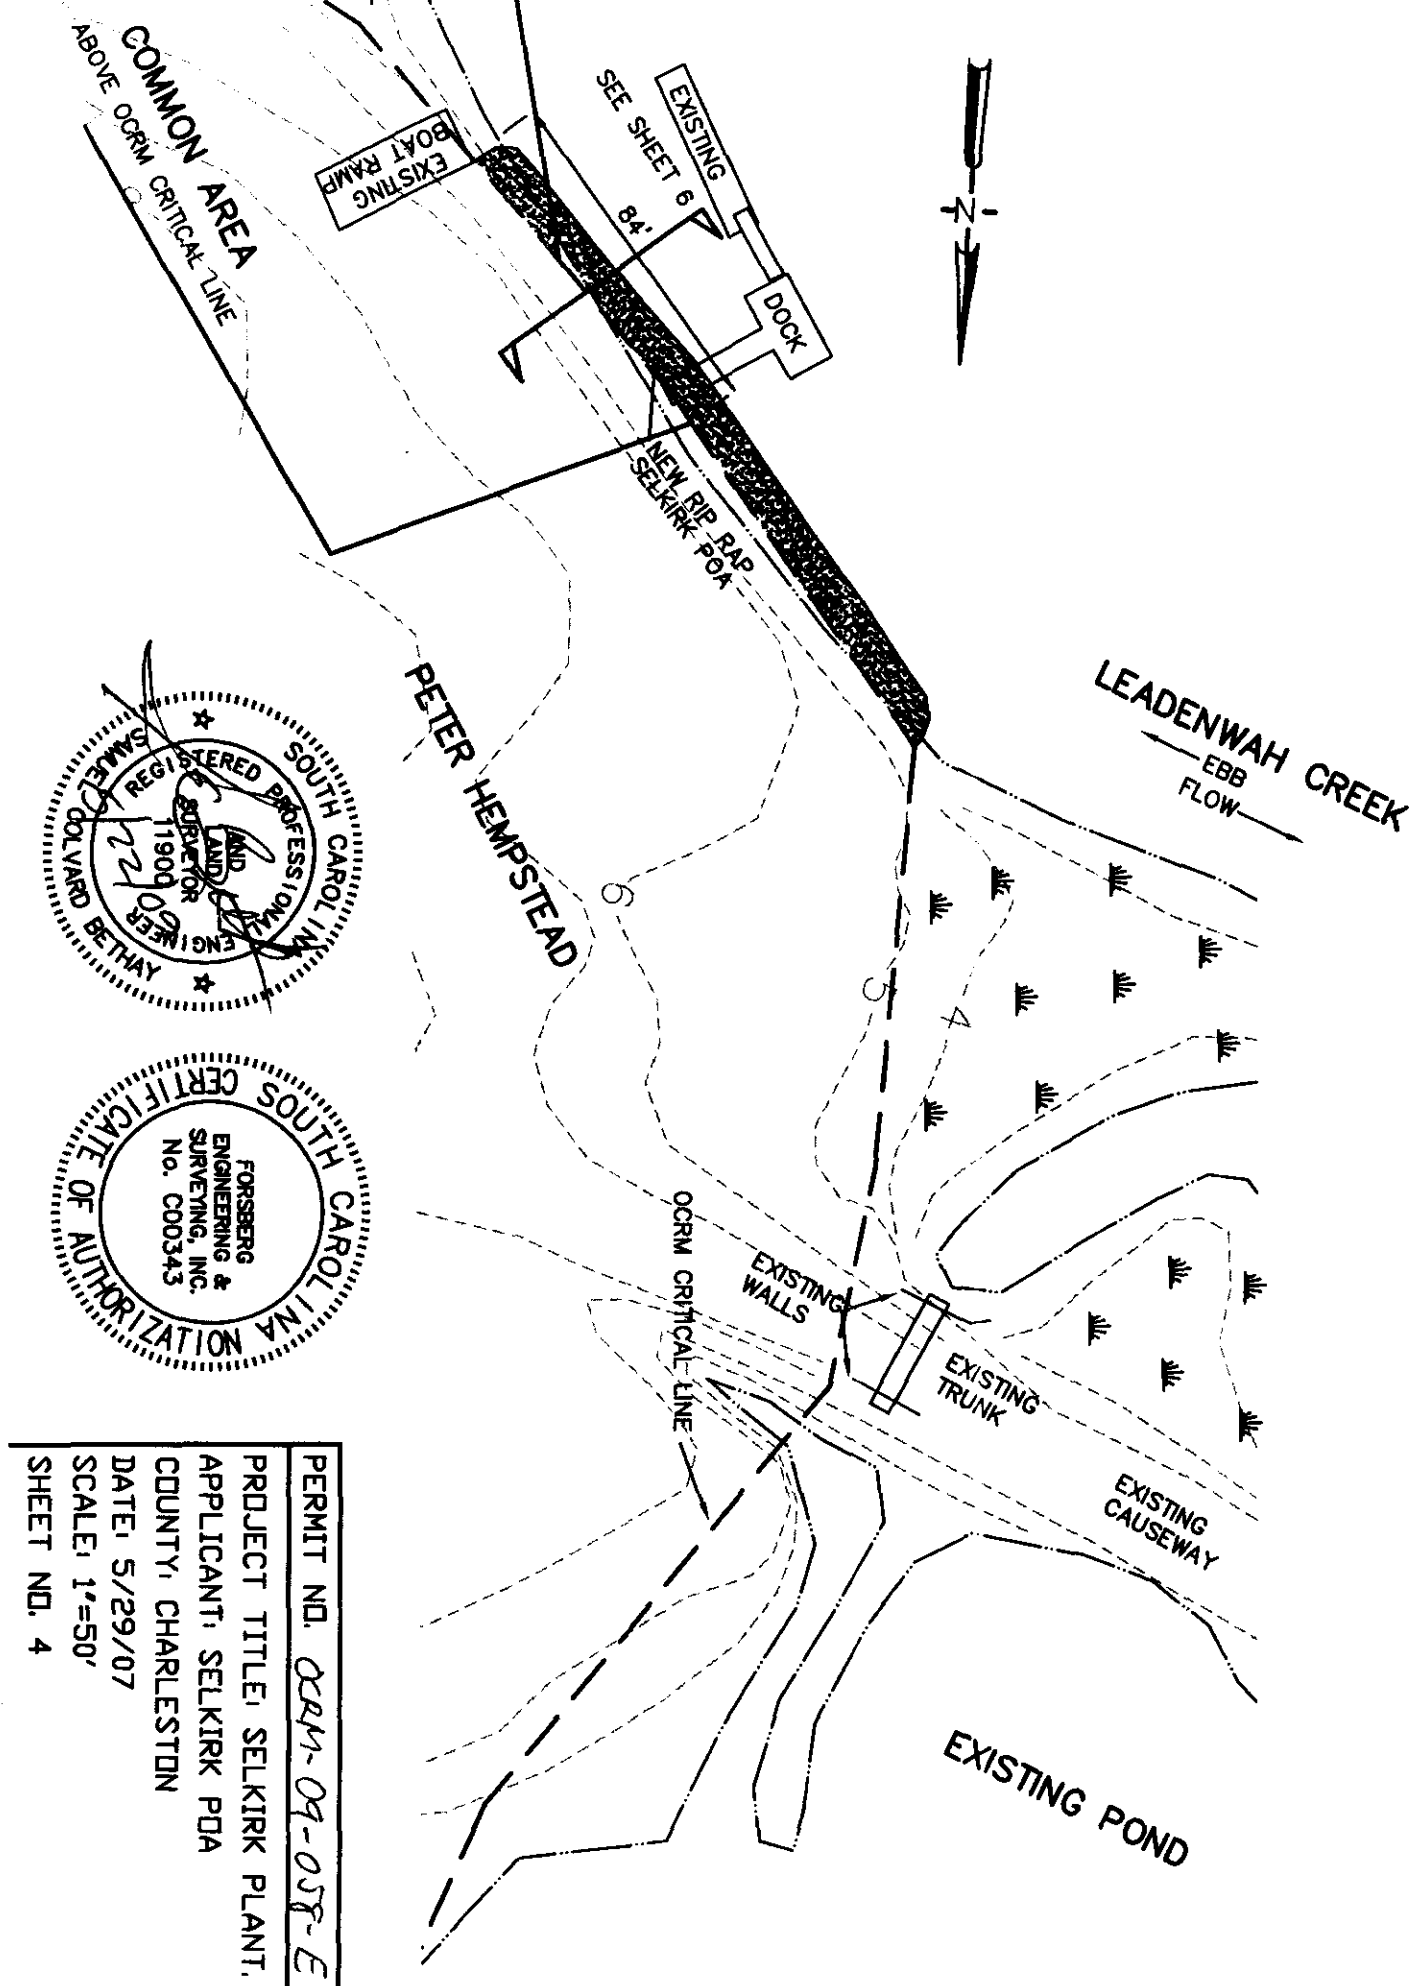 COMMON AREA
ABOVE OCRM CRITICAL LINE
EXISTING
BOAT RAMP
SEE SHEET 6
EXISTING
DOCK
84'
N
NEW RIP RAP
SELKIRK POA
LEADENWAH CREEK
EBB
FLOW
PETER HEMPSTEAD
6
5
4
OCRM CRITICAL LINE
EXISTING
WALLS
EXISTING
TRUNK
EXISTING
CAUSEWAY
EXISTING POND
SOUTH CAROLINA
REGISTERED PROFESSIONAL ENGINEER
AND
LAND
SURVEYOR
11900
SAMUEL COLVARD BETHAY
SOUTH CAROLINA
CERTIFICATE OF AUTHORIZATION
FORSBERG
ENGINEERING &
SURVEYING, INC.
No. C00343
PERMIT NO. OCRM-09-058-E
PROJECT TITLE: SELKIRK PLANT.
APPLICANT: SELKIRK POA
COUNTY: CHARLESTON
DATE: 5/29/07
SCALE: 1"=50'
SHEET NO. 4